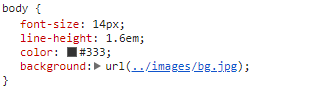 body {
font-size: 14px;
line-height: 1.6em;
color: #333;
background: url(../images/bg.jpg);
}